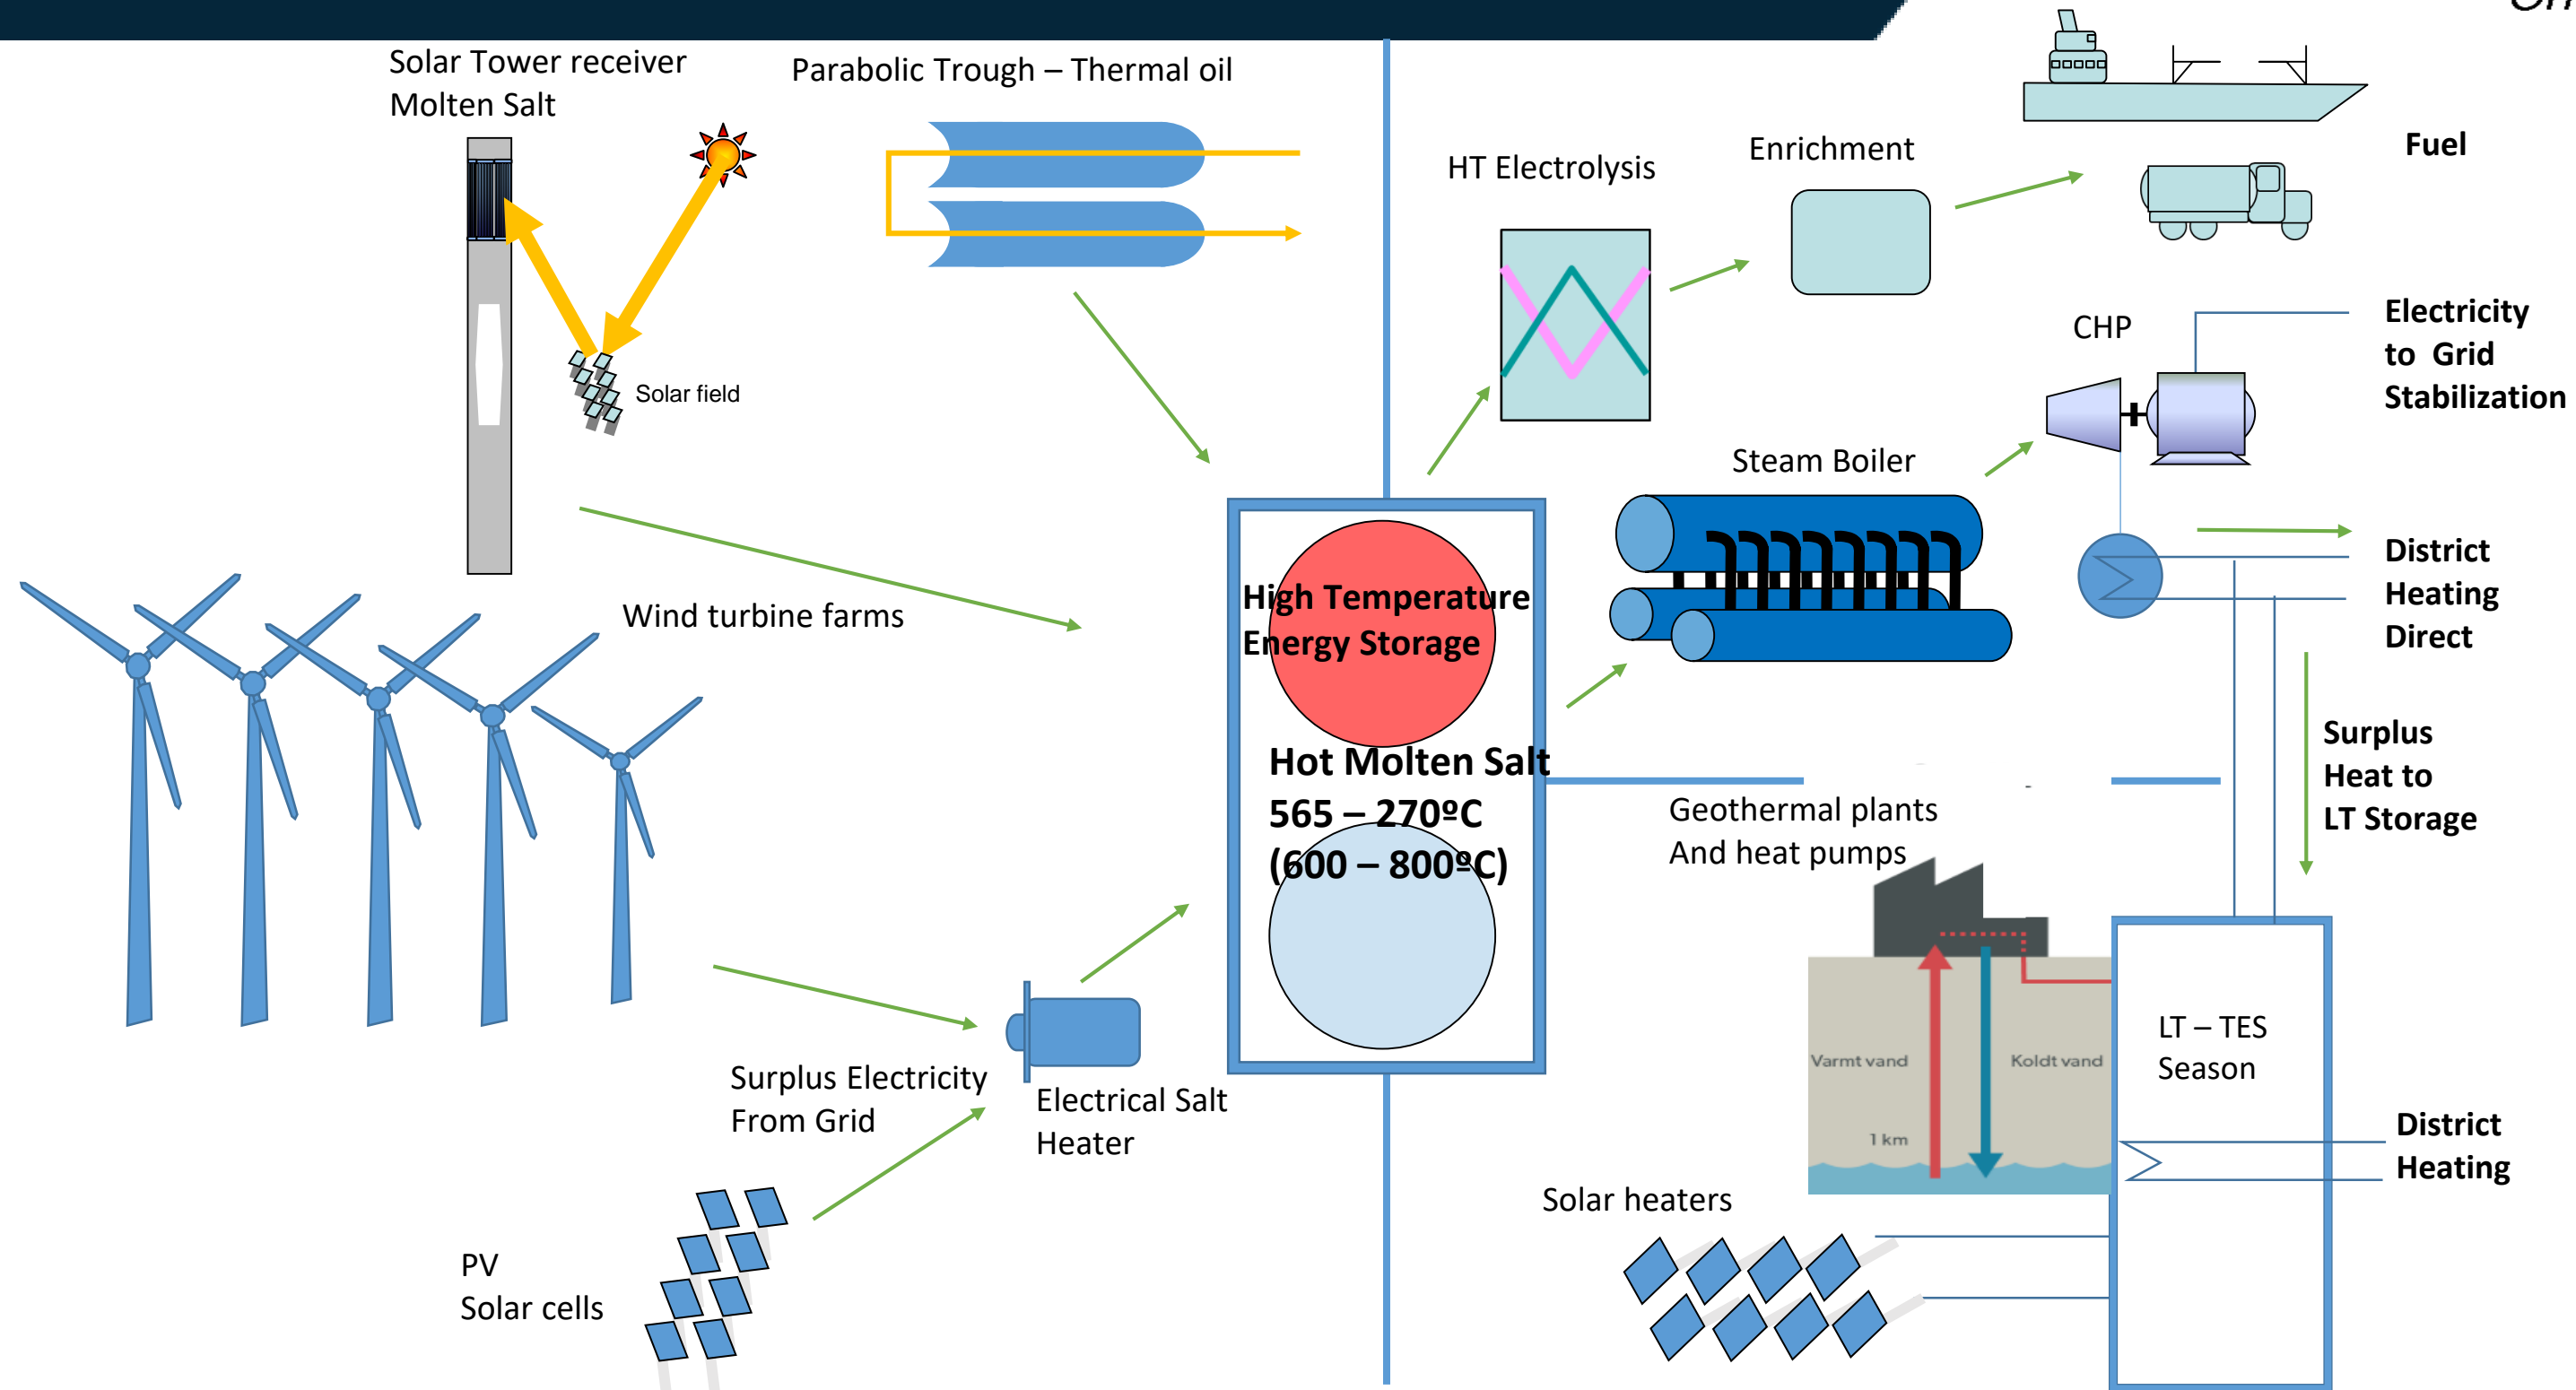 Solar Tower receiver
Molten Salt
Parabolic Trough – Thermal oil
Solar field
HT Electrolysis
Enrichment
Fuel
CHP
Electricity
to Grid
Stabilization
Steam Boiler
District
Heating
Direct
Wind turbine farms
High Temperature
Energy Storage
Hot Molten Salt
565 – 270ºC
(600 – 800ºC)
Surplus
Heat to
LT Storage
Geothermal plants
And heat pumps
Varmt vand
Koldt vand
1 km
LT – TES
Season
District
Heating
Surplus Electricity
From Grid
Electrical Salt
Heater
Solar heaters
PV
Solar cells